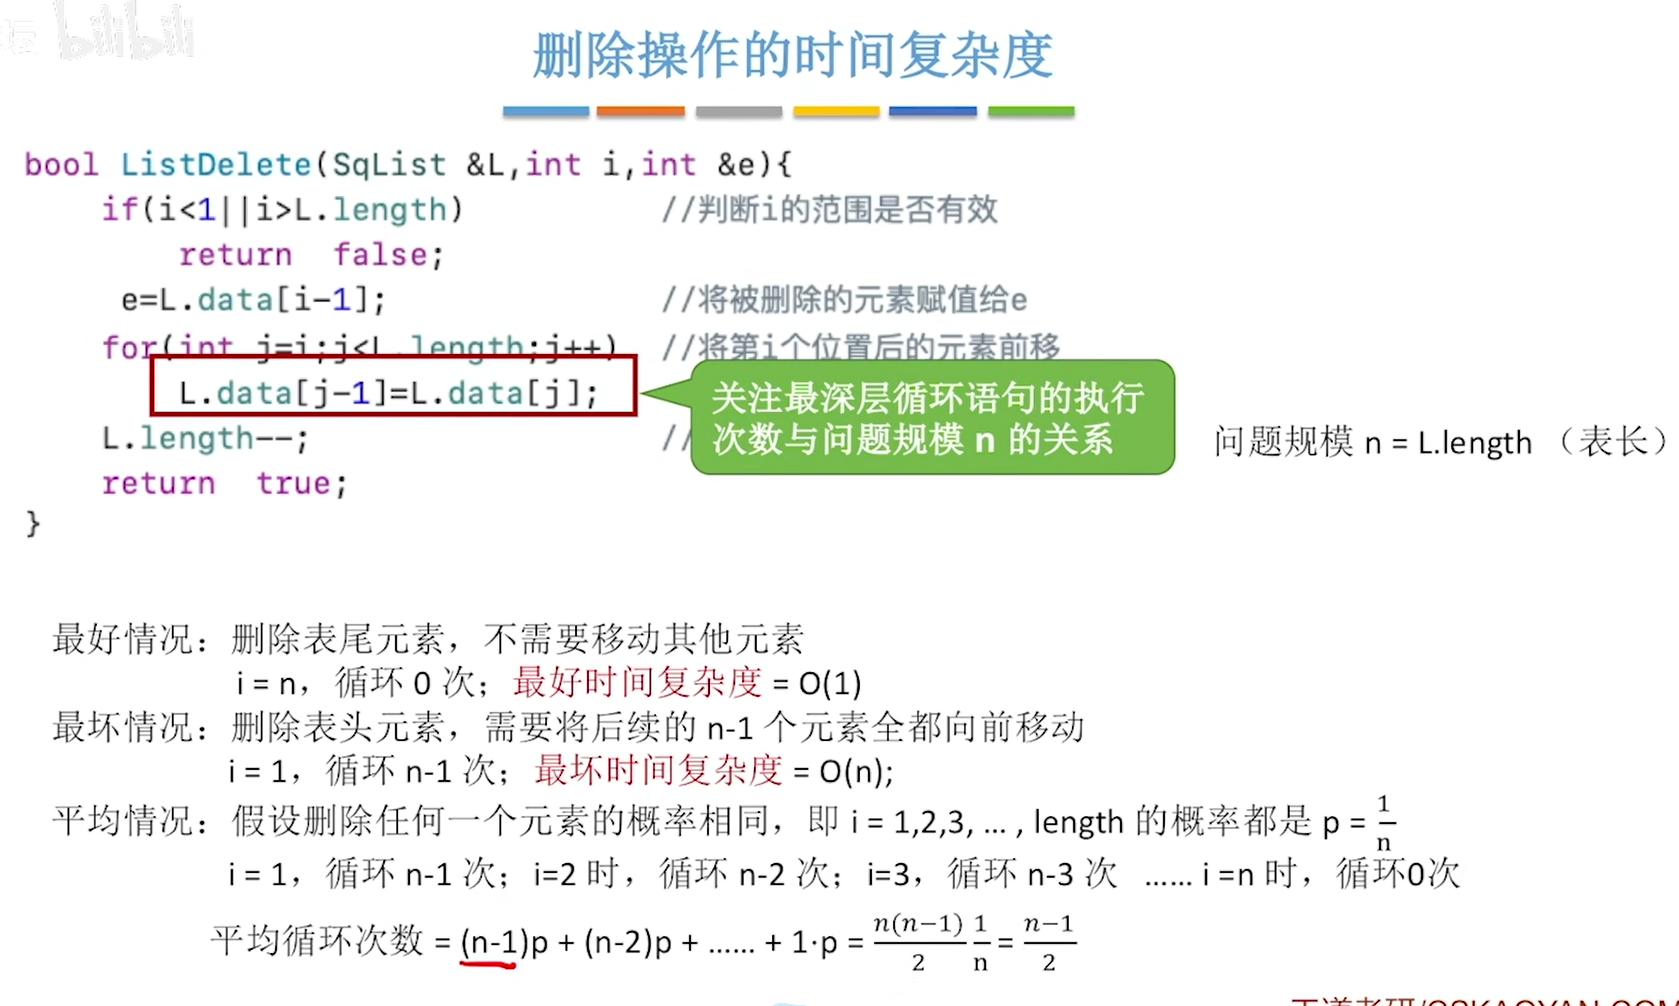 bilibili
删除操作的时间复杂度
bool ListDelete(SqList &L,int i,int &e){
if(i<1||i>L.length) //判断i的范围是否有效
return false;
e=L.data[i-1]; //将被删除的元素赋值给e
for(int j=i;j<L.length;j++) //将第i个位置后的元素前移
L.data[j-1]=L.data[j];
关注最深层循环语句的执行
次数与问题规模 n 的关系
L.length--; //
问题规模 n = L.length （表长）
return true;
}
最好情况：删除表尾元素，不需要移动其他元素
i = n，循环 0 次；最好时间复杂度 = O(1)
最坏情况：删除表头元素，需要将后续的 n-1 个元素全都向前移动
i = 1，循环 n-1 次；最坏时间复杂度 = O(n);
平均情况：假设删除任何一个元素的概率相同，即 i = 1,2,3, … , length 的概率都是 p = 1/n
i = 1，循环 n-1 次；i=2 时，循环 n-2 次；i=3，循环 n-3 次 …… i =n 时，循环0次
平均循环次数 = (n-1)p + (n-2)p + …… + 1·p = n(n−1)/2 1/n = n−1/2